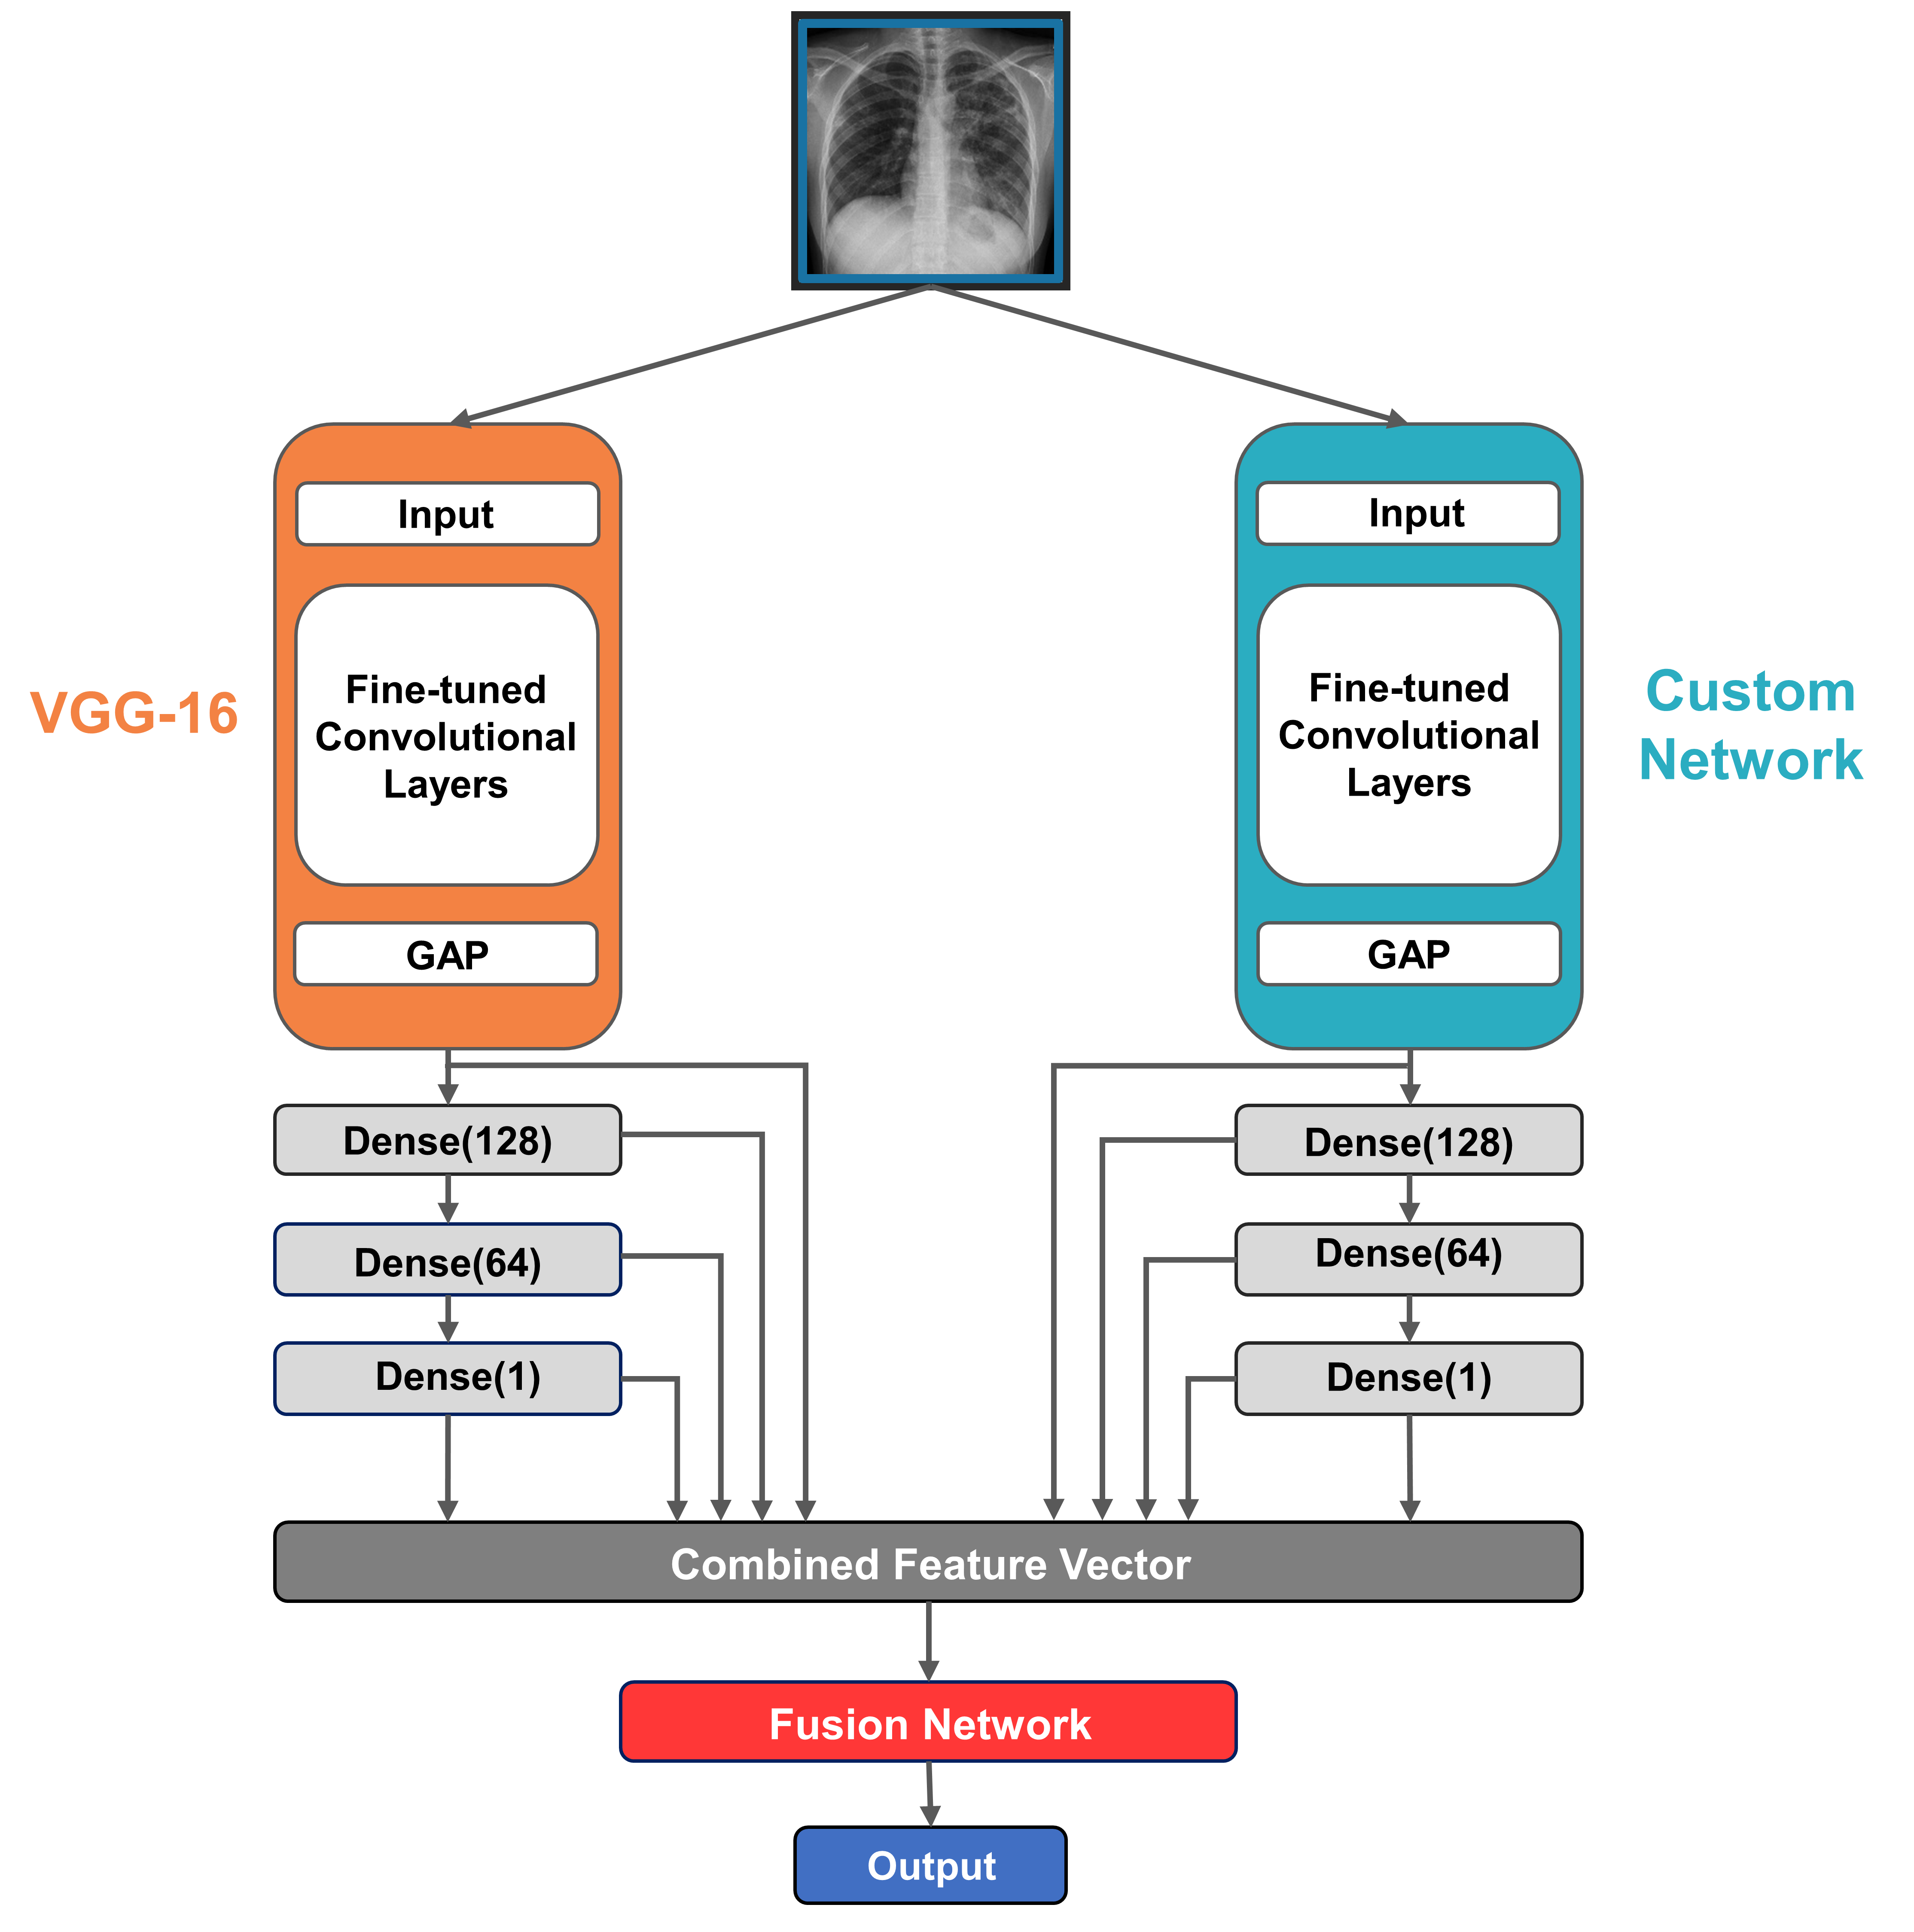 VGG-16
Input
Fine-tuned
Convolutional
Layers
GAP
Dense(128)
Dense(64)
Dense(1)
Custom
Network
Input
Fine-tuned
Convolutional
Layers
GAP
Dense(128)
Dense(64)
Dense(1)
Combined Feature Vector
Fusion Network
Output